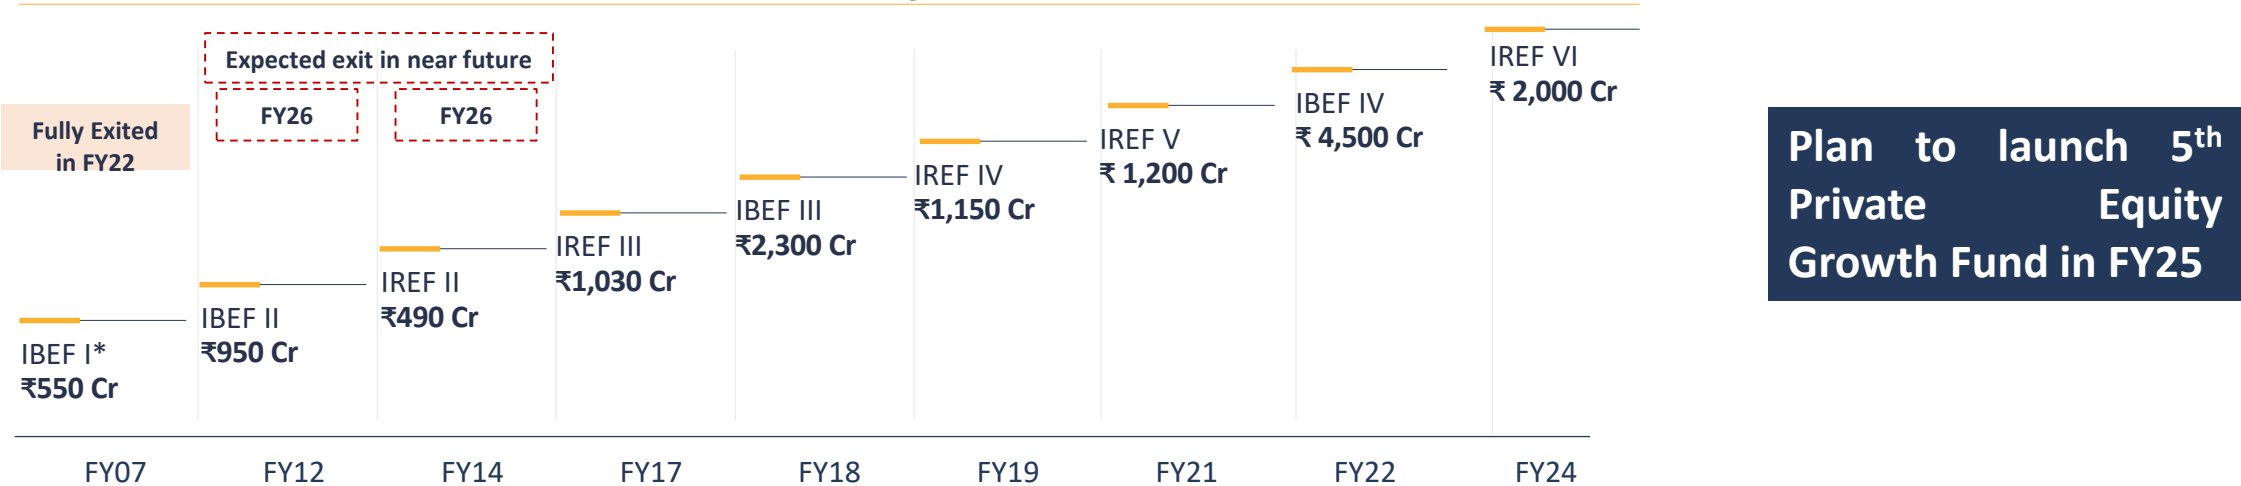 Expected exit in near future
FY26
FY26
Fully Exited
in FY22
IBEF I*
₹550 Cr
IBEF II
₹950 Cr
IREF II
₹490 Cr
IREF III
₹1,030 Cr
IBEF III
₹2,300 Cr
IREF IV
₹1,150 Cr
IREF V
₹ 1,200 Cr
IBEF IV
₹ 4,500 Cr
IREF VI
₹ 2,000 Cr
FY07
FY12
FY14
FY17
FY18
FY19
FY21
FY22
FY24
Plan to launch 5th
Private Equity
Growth Fund in FY25